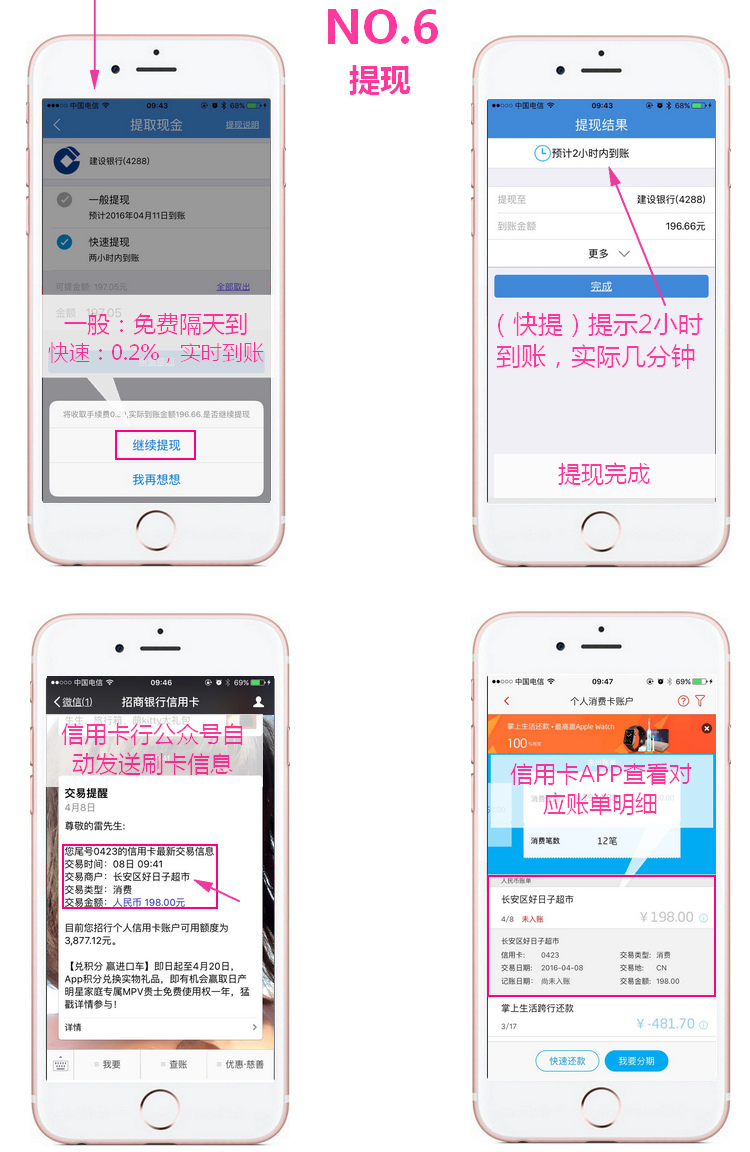 NO.6
提现
中国电信 09:43 68%
提取现金 提现说明
建设银行(4288)
一般提现
预计2016年04月11日到账
快速提现
两小时内到账
可提金额: 197.05元 全部取出
金额 197.05
一般：免费隔天到
快速：0.2%，实时到账
将收取手续费0. ,实际到账金额196.66.是否继续提现
继续提现
我再想想
中国电信 09:43 68%
提现结果
预计2小时内到账
提现至 建设银行(4288)
到账金额 196.66元
更多
完成
（快提）提示2小时
到账，实际几分钟
提现完成
中国电信 09:46 69%
微信(1) 招商银行信用卡
信用卡行公众号自
动发送刷卡信息
交易提醒
4月8日
尊敬的雷先生:
您尾号0423的信用卡最新交易信息
交易时间：08日 09:41
交易商户：长安区好日子超市
交易类型：消费
交易金额：人民币 198.00元
目前您招行个人信用卡账户可用额度为
3,877.12元。
【兑积分 赢进口车】即日起至4月20日，
App积分兑换实物礼品，即有机会赢取日产
明星家庭专属MPV贵士免费使用权一年，猛
戳详情参与！
详情
我要 查账 优惠·慈善
中国电信 09:47 69%
个人消费卡账户
掌上生活还款·最高赢Apple Watch
100
信用卡APP查看对
应账单明细
消费笔数 12笔
人民币账单
长安区好日子超市
4/8 未入账 ￥198.00
长安区好日子超市
信用卡: 0423 交易类型: 消费
交易日期: 2016-04-08 交易地: CN
记账日期: 尚未入账 交易金额: 198.00
掌上生活跨行还款
3/17 ￥-481.70
快速还款 我要分期